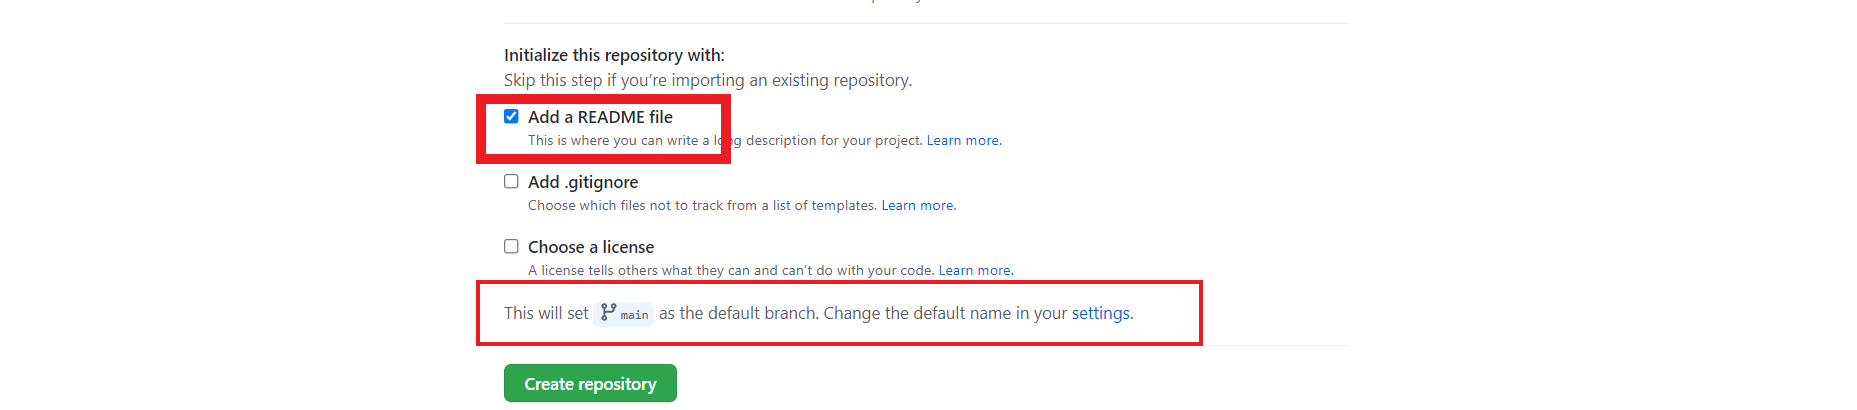 Initialize this repository with:
Skip this step if you’re importing an existing repository.
Add a README file
This is where you can write a long description for your project. Learn more.
Add .gitignore
Choose which files not to track from a list of templates. Learn more.
Choose a license
A license tells others what they can and can't do with your code. Learn more.
This will set main as the default branch. Change the default name in your settings.
Create repository